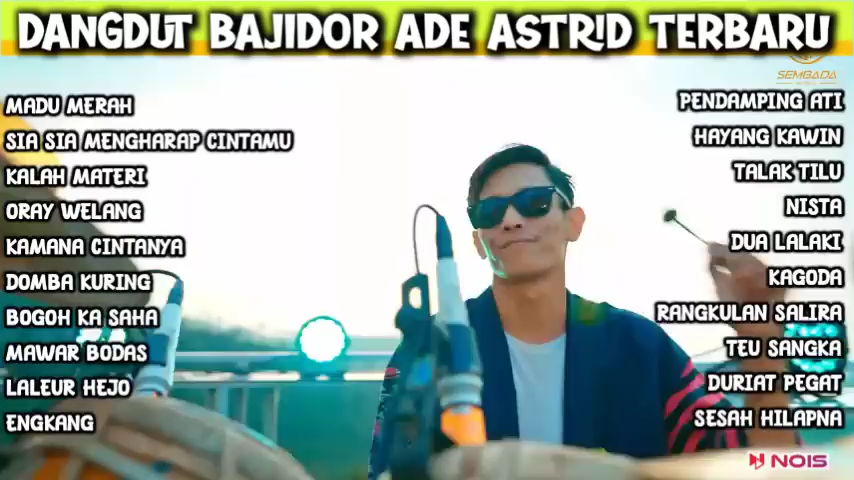 DANGDUT BAJIDOR ADE ASTRID TERBARU
SEMBADA
MADU MERAH
SIA SIA MENGHARAP CINTAMU
KALAH MATERI
ORAY WELANG
KAMANA CINTANYA
DOMBA KURING
BOGOH KA SAHA
MAWAR BODAS
LALEUR HEJO
ENGKANG
PENDAMPING ATI
HAYANG KAWIN
TALAK TILU
NISTA
DUA LALAKI
KAGODA
RANGKULAN SALIRA
TEU SANGKA
DURIAT PEGAT
SESAH HILAPNA
NOIS